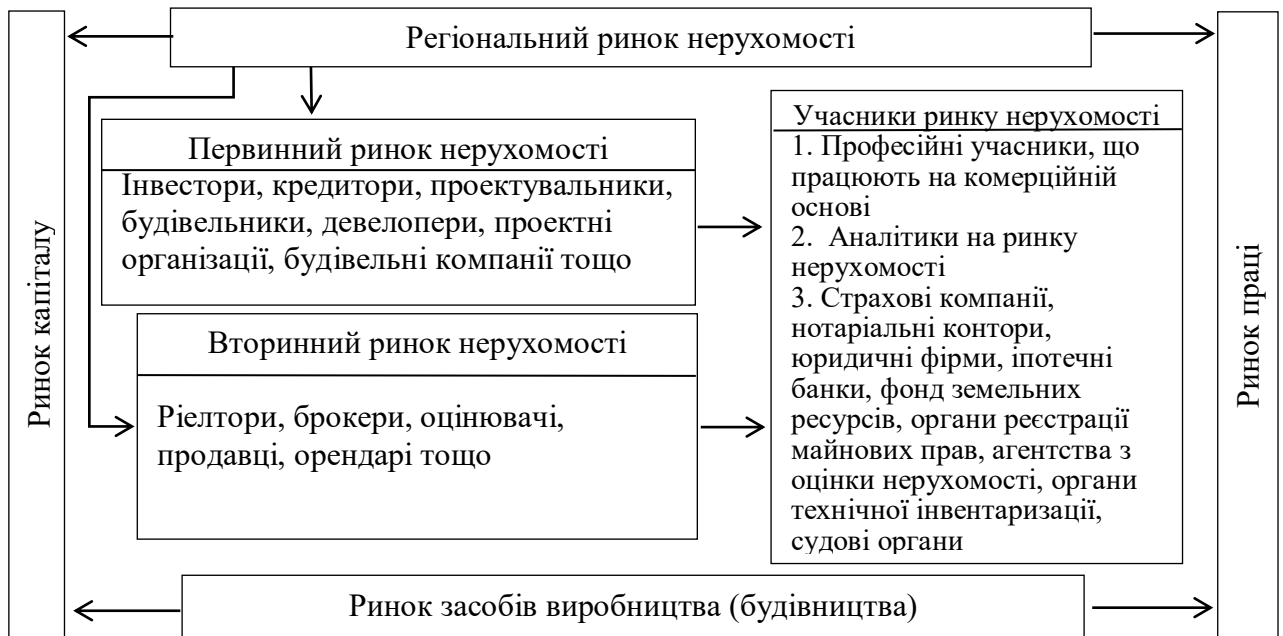 Регіональний ринок нерухомості
Ринок капіталу
Первинний ринок нерухомості
Інвестори, кредитори, проектувальники,
будівельники, девелопери, проектні
організації, будівельні компанії тощо
Вторинний ринок нерухомості
Ріелтори, брокери, оцінювачі,
продавці, орендарі тощо
Учасники ринку нерухомості
1. Професійні учасники, що
працюють на комерційній
основі
2. Аналітики на ринку
нерухомості
3. Страхові компанії,
нотаріальні контори,
юридичні фірми, іпотечні
банки, фонд земельних
ресурсів, органи реєстрації
майнових прав, агентства з
оцінки нерухомості, органи
технічної інвентаризації,
судові органи
Ринок праці
Ринок засобів виробництва (будівництва)